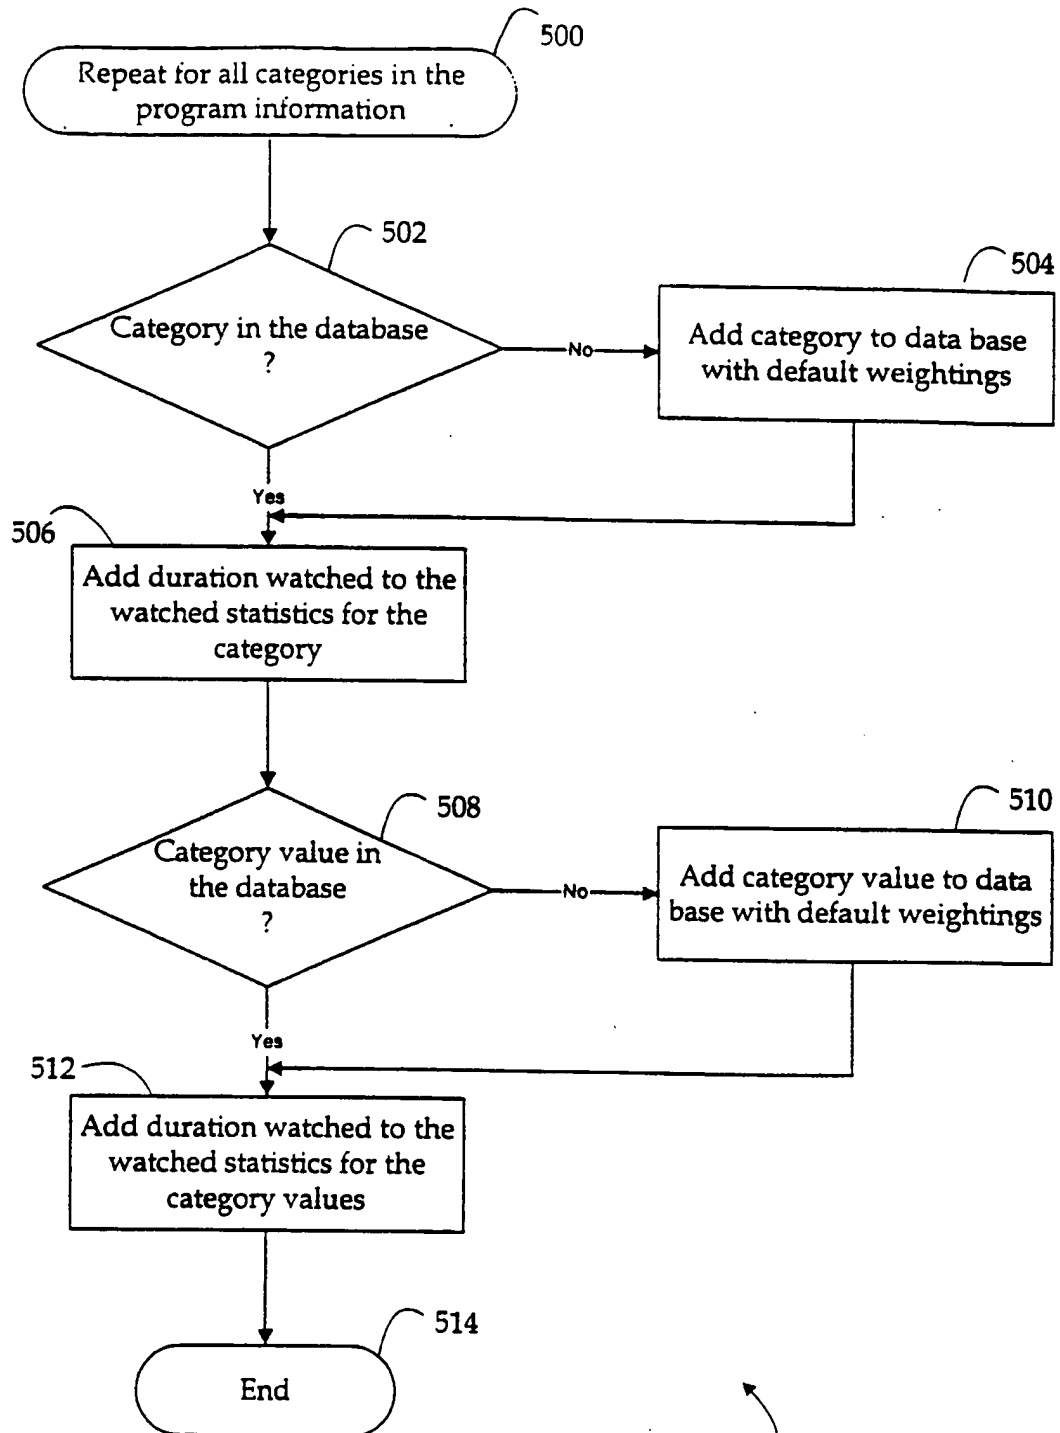 500
Repeat for all categories in the
program information
502
Category in the database
?
No
504
Add category to data base
with default weightings
Yes
506
Add duration watched to the
watched statistics for the
category
508
Category value in
the database
?
No
510
Add category value to data
base with default weightings
Yes
512
Add duration watched to the
watched statistics for the
category values
514
End